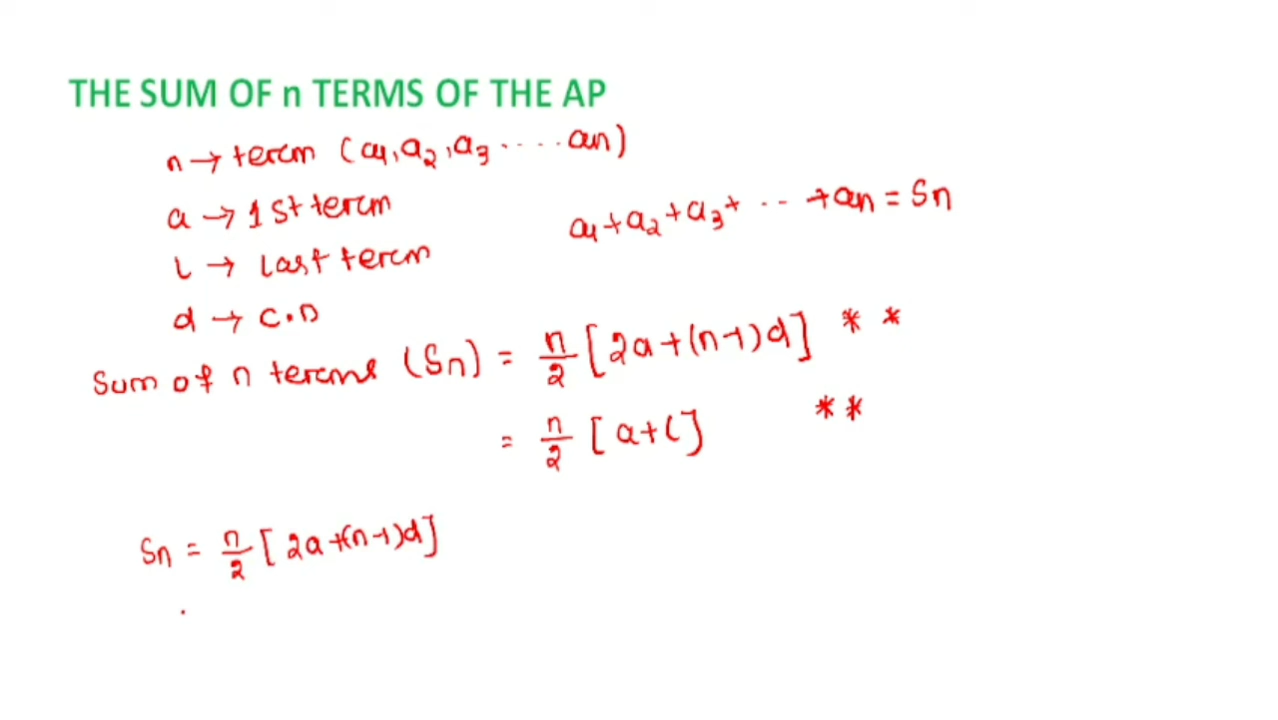 THE SUM OF n TERMS OF THE AP
n → term (a1, a2, a3 ..... an)
a → 1st term
a1 + a2 + a3 + ... + an = Sn
l → last term
d → C.D
Sum of n terms (Sn) = n/2 [2a + (n-1)d] * *
= n/2 [a + l] **
Sn = n/2 [2a + (n-1)d]